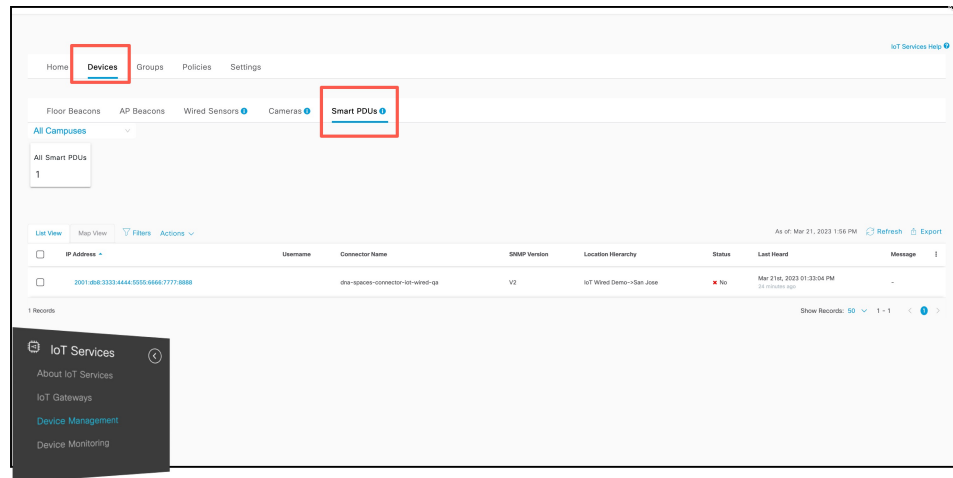 IoT Services Help
Home Devices Groups Policies Settings
Floor Beacons AP Beacons Wired Sensors Cameras Smart PDUs
All Campuses
All Smart PDUs
1
List View Map View Filters Actions As of: Mar 21, 2023 1:56 PM Refresh Export
IP Address Username Connector Name SNMP Version Location Hierarchy Status Last Heard Message
2001:db8:3333:4444:5555:6666:7777:8888 dna-spaces-connector-iot-wired-qa V2 IoT Wired Demo->San Jose No Mar 21st, 2023 01:33:04 PM -
24 minutes ago
1 Records Show Records: 50 1 - 1 < 1 >
IoT Services
About IoT Services
IoT Gateways
Device Management
Device Monitoring